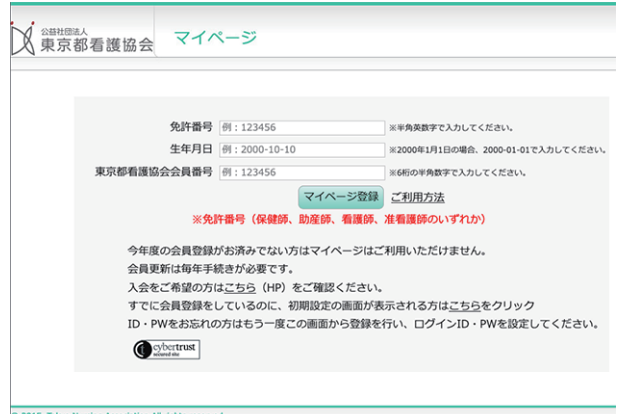 公益社団法人
東京都看護協会 マイページ
免許番号 例：123456 ※半角英数字で入力してください。
生年月日 例：2000-10-10 ※2000年1月1日の場合、2000-01-01で入力してください。
東京都看護協会会員番号 例：123456 ※6桁の半角数字で入力してください。
マイページ登録 ご利用方法
※免許番号（保健師、助産師、看護師、准看護師のいずれか）
今年度の会員登録がお済みでない方はマイページはご利用いただけません。
会員更新は毎年手続きが必要です。
入会をご希望の方はこちら（HP）をご確認ください。
すでに会員登録をしているのに、初期設定の画面が表示される方はこちらをクリック
ID・PWをお忘れの方はもう一度この画面から登録を行い、ログインID・PWを設定してください。
cybertrust
secured site